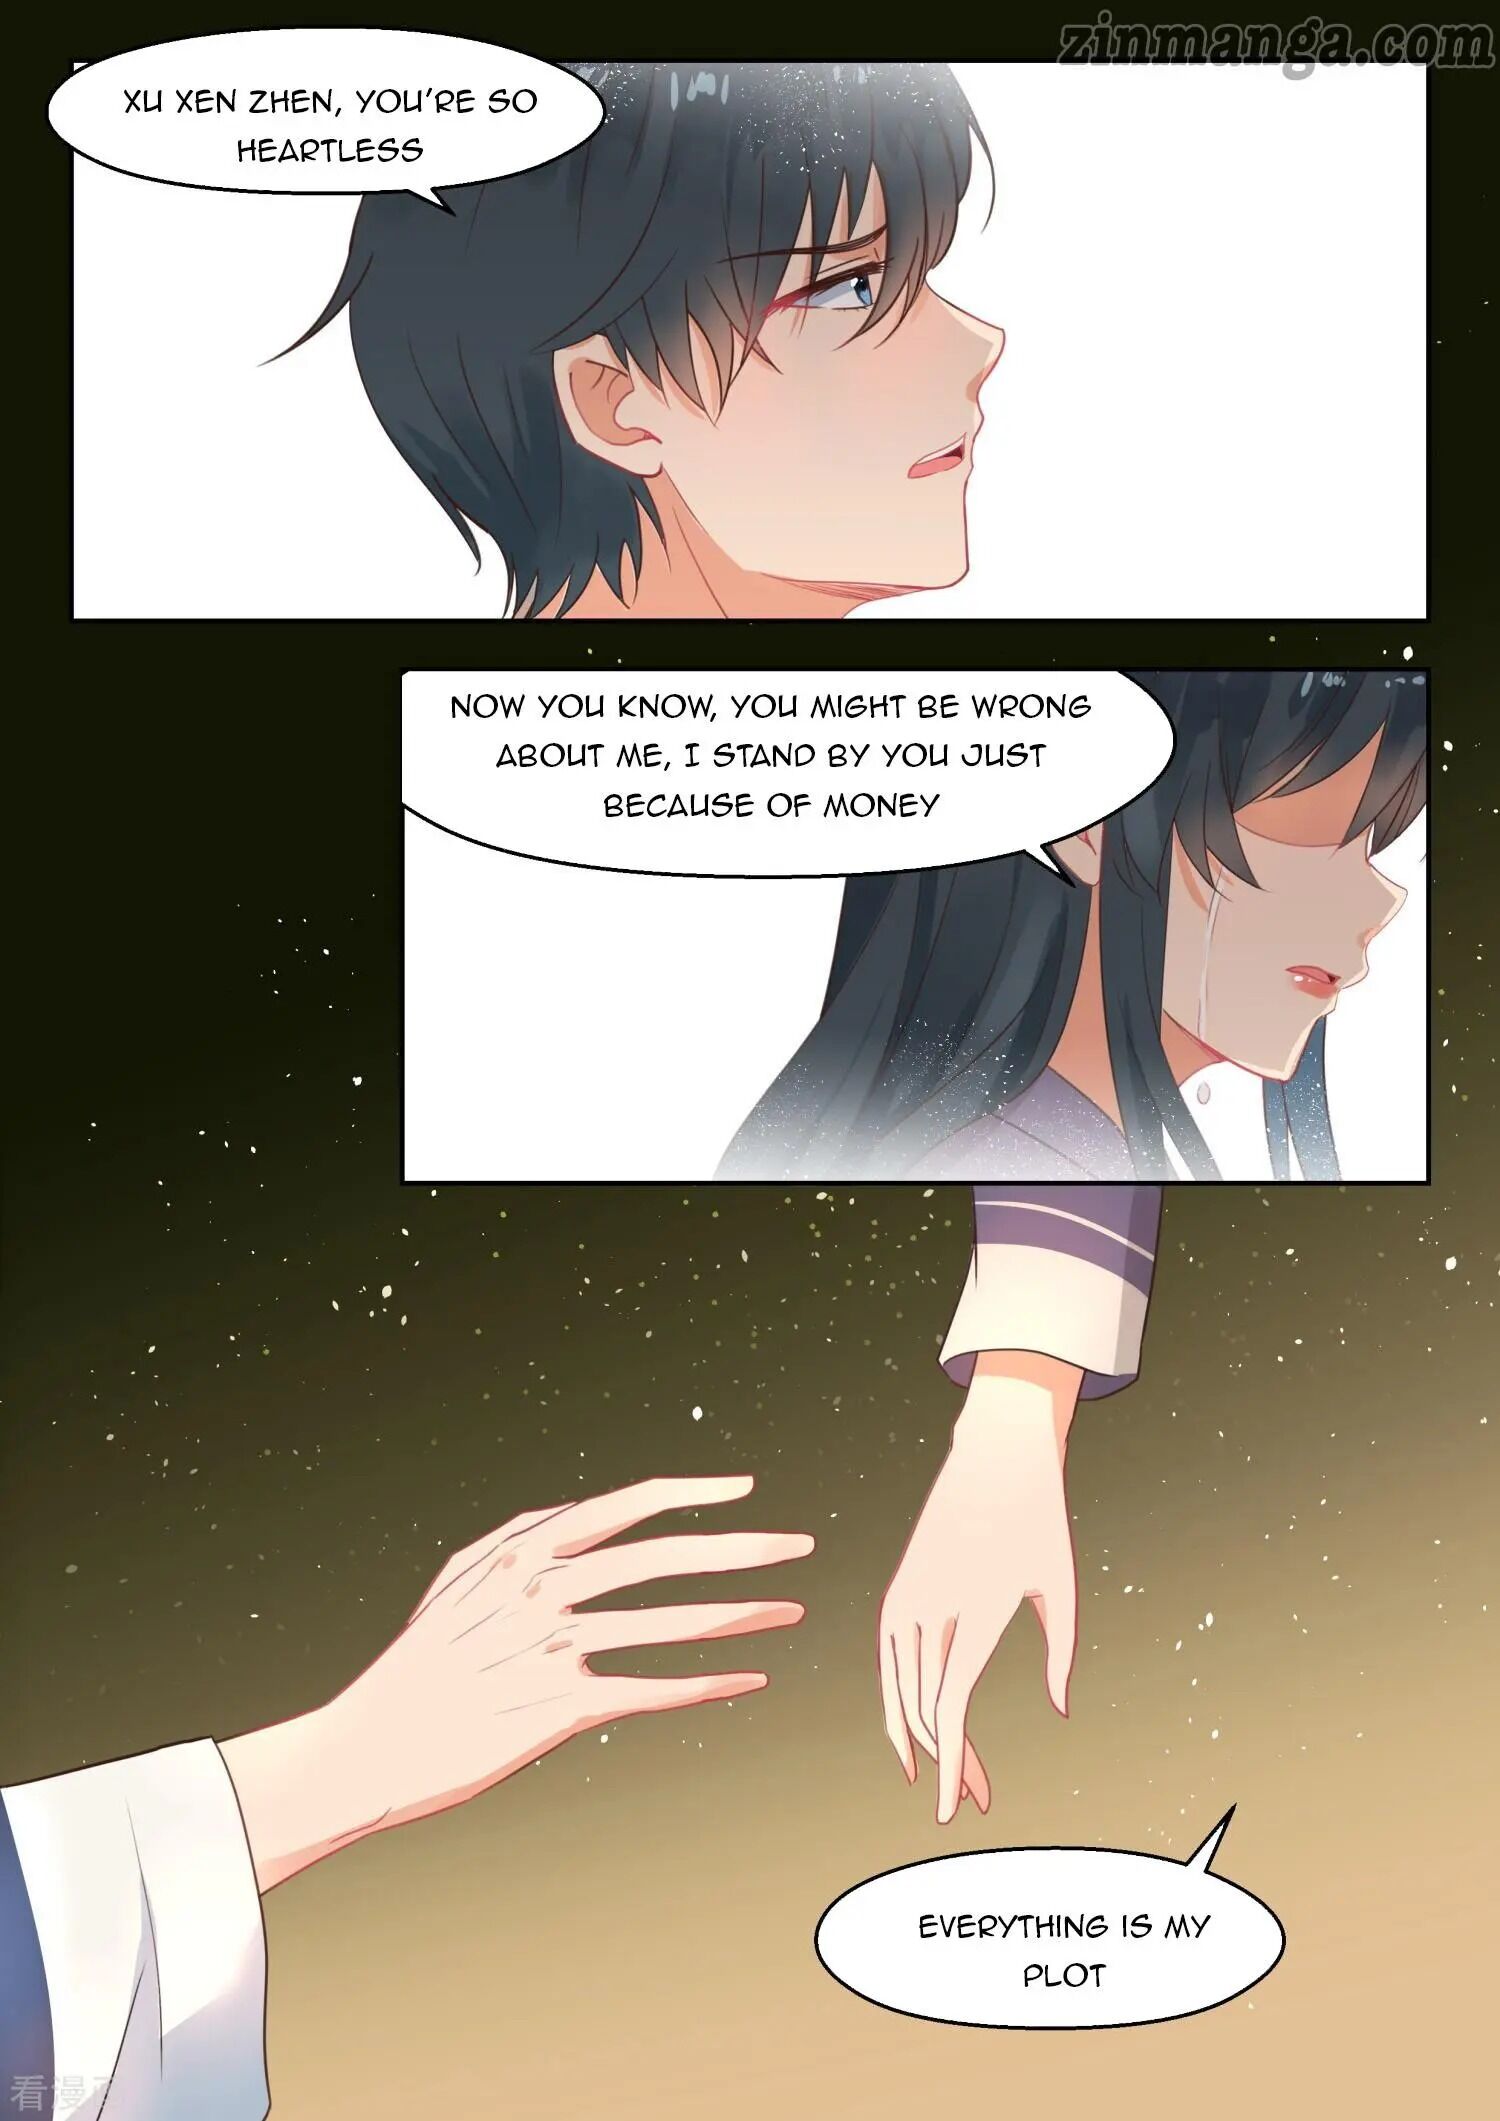 zinmanga.com
XU XEN ZHEN, YOU'RE SO
HEARTLESS
NOW YOU KNOW, YOU MIGHT BE WRONG
ABOUT ME, I STAND BY YOU JUST
BECAUSE OF MONEY
EVERYTHING IS MY
PLOT
看漫画